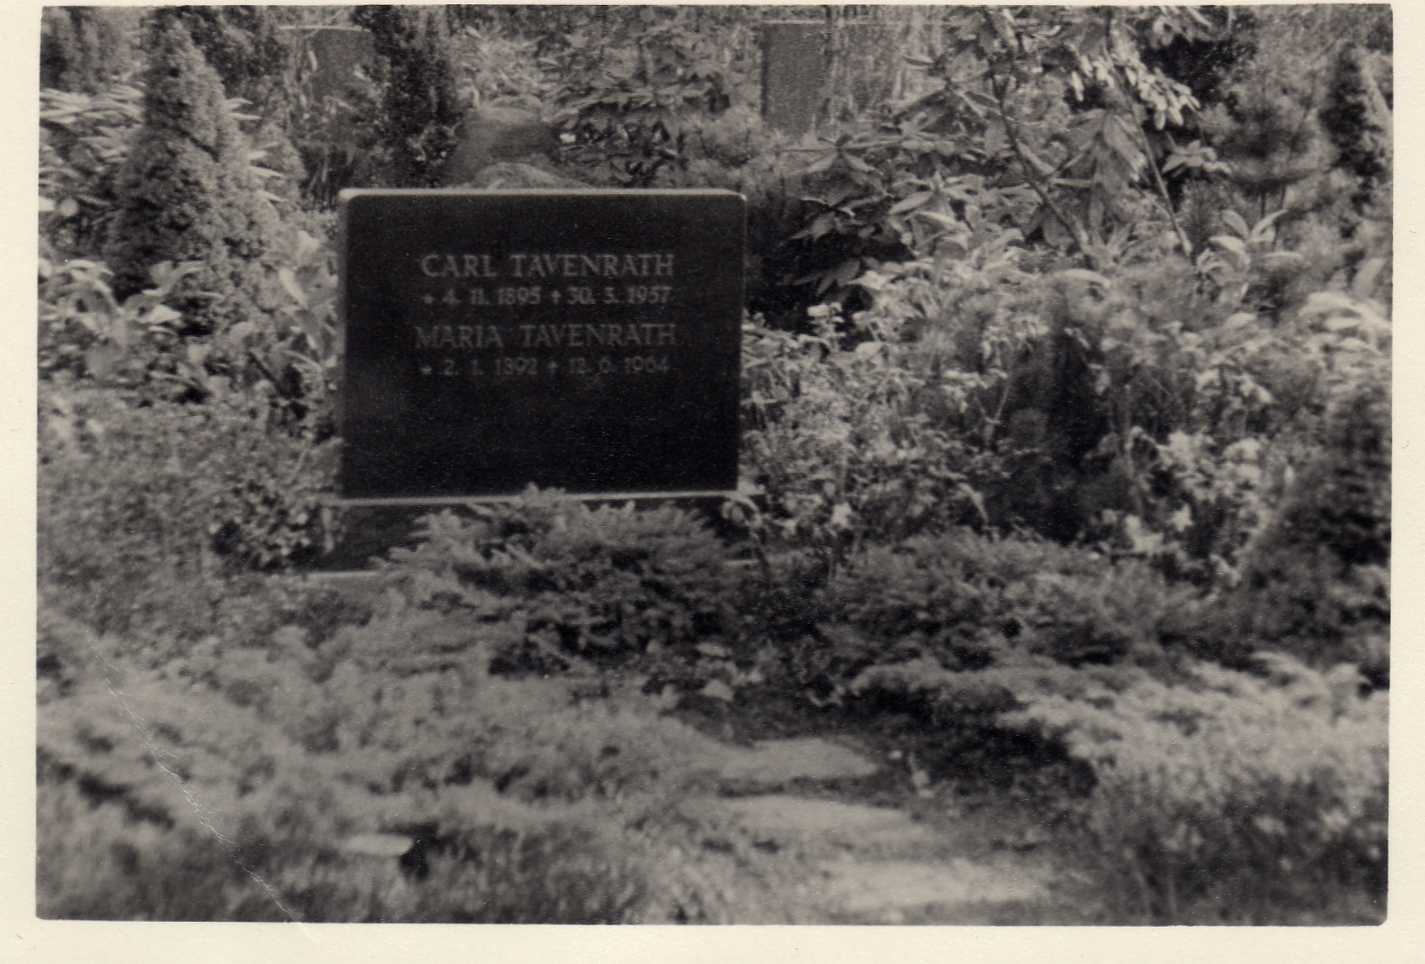 CARL TAVENRATH
* 4. 11. 1895 + 30. 3. 1957
MARIA TAVENRATH
* 2. 1. 1892 + 12. 6. 1964